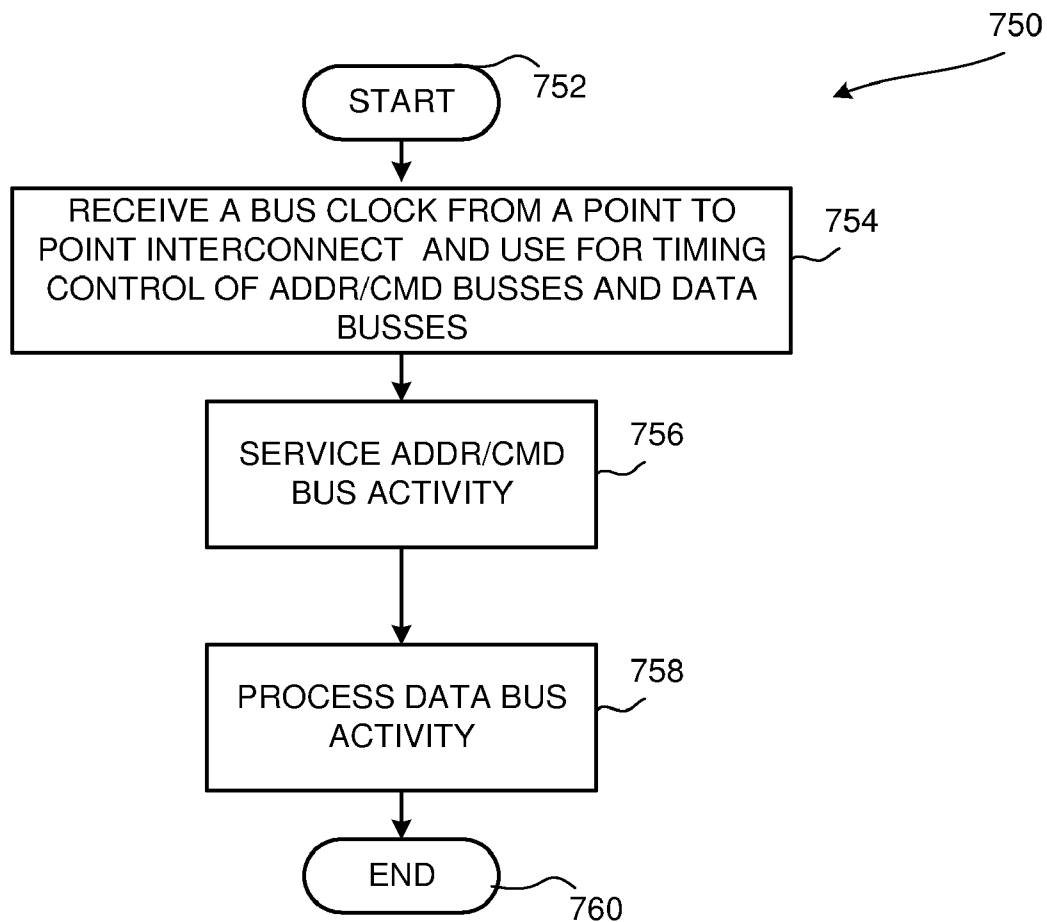 750
752
START
RECEIVE A BUS CLOCK FROM A POINT TO
POINT INTERCONNECT AND USE FOR TIMING
CONTROL OF ADDR/CMD BUSSES AND DATA
BUSSES
754
SERVICE ADDR/CMD
BUS ACTIVITY
756
PROCESS DATA BUS
ACTIVITY
758
END
760